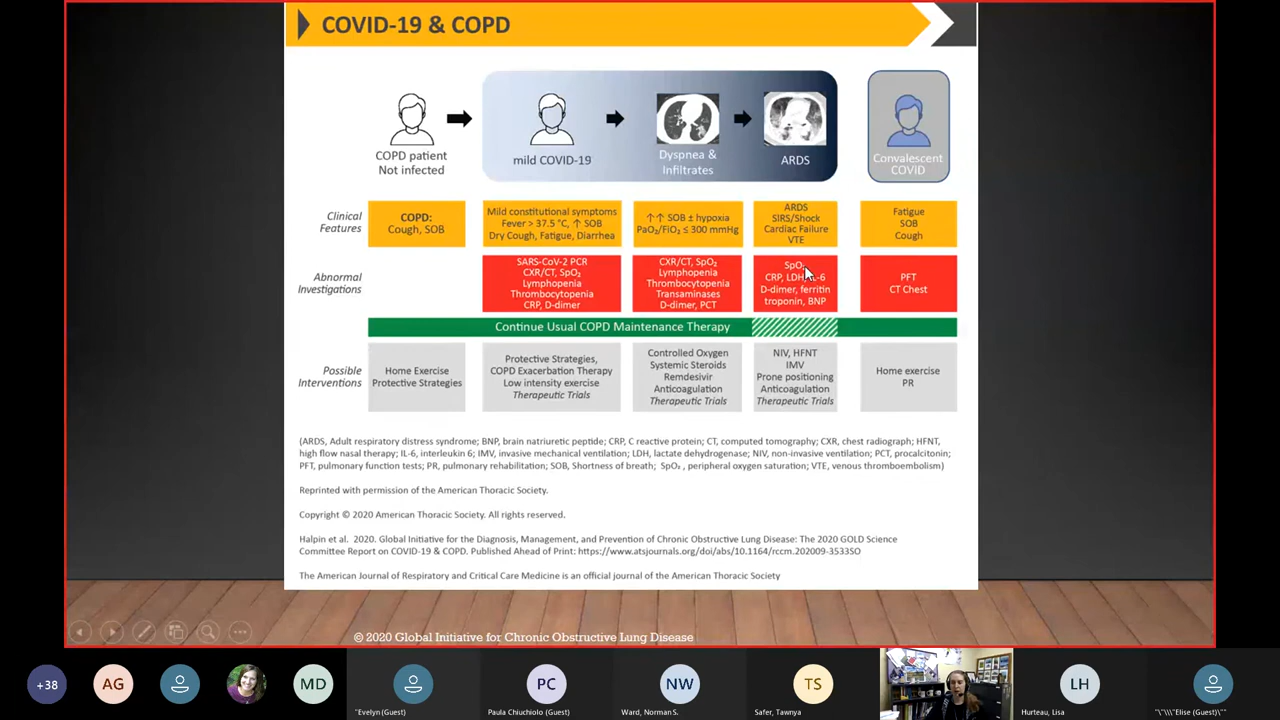 COVID-19 & COPD
COPD patient
Not infected
mild COVID-19
Dyspnea &
Infiltrates
ARDS
Convalescent
COVID
Clinical
Features
COPD:
Cough, SOB
Mild constitutional symptoms
Fever > 37.5 °C, ↑ SOB
Dry Cough, Fatigue, Diarrhea
↑↑ SOB ± hypoxia
PaO₂/FiO₂ ≤ 300 mmHg
ARDS
SIRS/Shock
Cardiac Failure
VTE
Fatigue
SOB
Cough
Abnormal
Investigations
SARS-CoV-2 PCR
CXR/CT, SpO₂
Lymphopenia
Thrombocytopenia
CRP, D-dimer
CXR/CT, SpO₂
Lymphopenia
Thrombocytopenia
Transaminases
D-dimer, PCT
SpO₂
CRP, LDH, IL-6
D-dimer, ferritin
troponin, BNP
PFT
CT Chest
Continue Usual COPD Maintenance Therapy
Possible
Interventions
Home Exercise
Protective Strategies
Protective Strategies,
COPD Exacerbation Therapy
Low intensity exercise
Therapeutic Trials
Controlled Oxygen
Systemic Steroids
Remdesivir
Anticoagulation
Therapeutic Trials
NIV, HFNT
IMV
Prone positioning
Anticoagulation
Therapeutic Trials
Home exercise
PR
(ARDS, Adult respiratory distress syndrome; BNP, brain natriuretic peptide; CRP, C reactive protein; CT, computed tomography; CXR, chest radiograph; HFNT,
high flow nasal therapy; IL-6, interleukin 6; IMV, invasive mechanical ventilation; LDH, lactate dehydrogenase; NIV, non-invasive ventilation; PCT, procalcitonin;
PFT, pulmonary function tests; PR, pulmonary rehabilitation; SOB, Shortness of breath; SpO₂ , peripheral oxygen saturation; VTE, venous thromboembolism)
Reprinted with permission of the American Thoracic Society.
Copyright © 2020 American Thoracic Society. All rights reserved.
Halpin et al. 2020. Global Initiative for the Diagnosis, Management, and Prevention of Chronic Obstructive Lung Disease: The 2020 GOLD Science
Committee Report on COVID-19 & COPD. Published Ahead of Print: https://www.atsjournals.org/doi/abs/10.1164/rccm.202009-3533SO
The American Journal of Respiratory and Critical Care Medicine is an official journal of the American Thoracic Society
© 2020 Global Initiative for Chronic Obstructive Lung Disease
+38
AG
MD
PC
NW
TS
LH
"Evelyn (Guest)
Paula Chiuchiolo (Guest)
Ward, Norman S.
Safer, Tawnya
Hurteau, Lisa
"\"\\\"Elise (Guest)\""